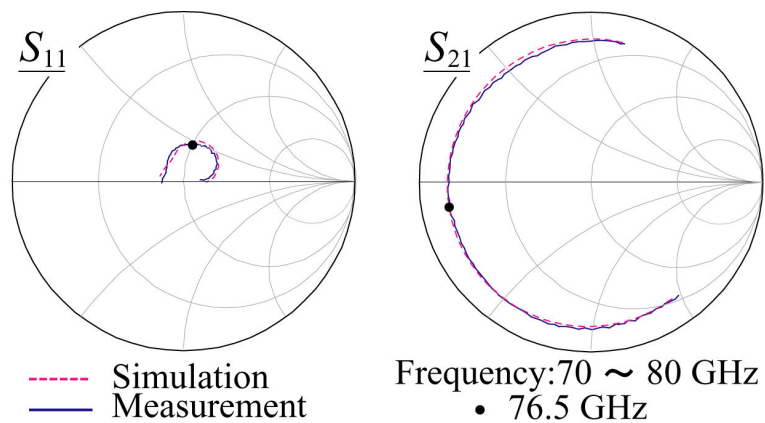 S11
S21
Simulation
Measurement
Frequency:70 ～ 80 GHz
• 76.5 GHz